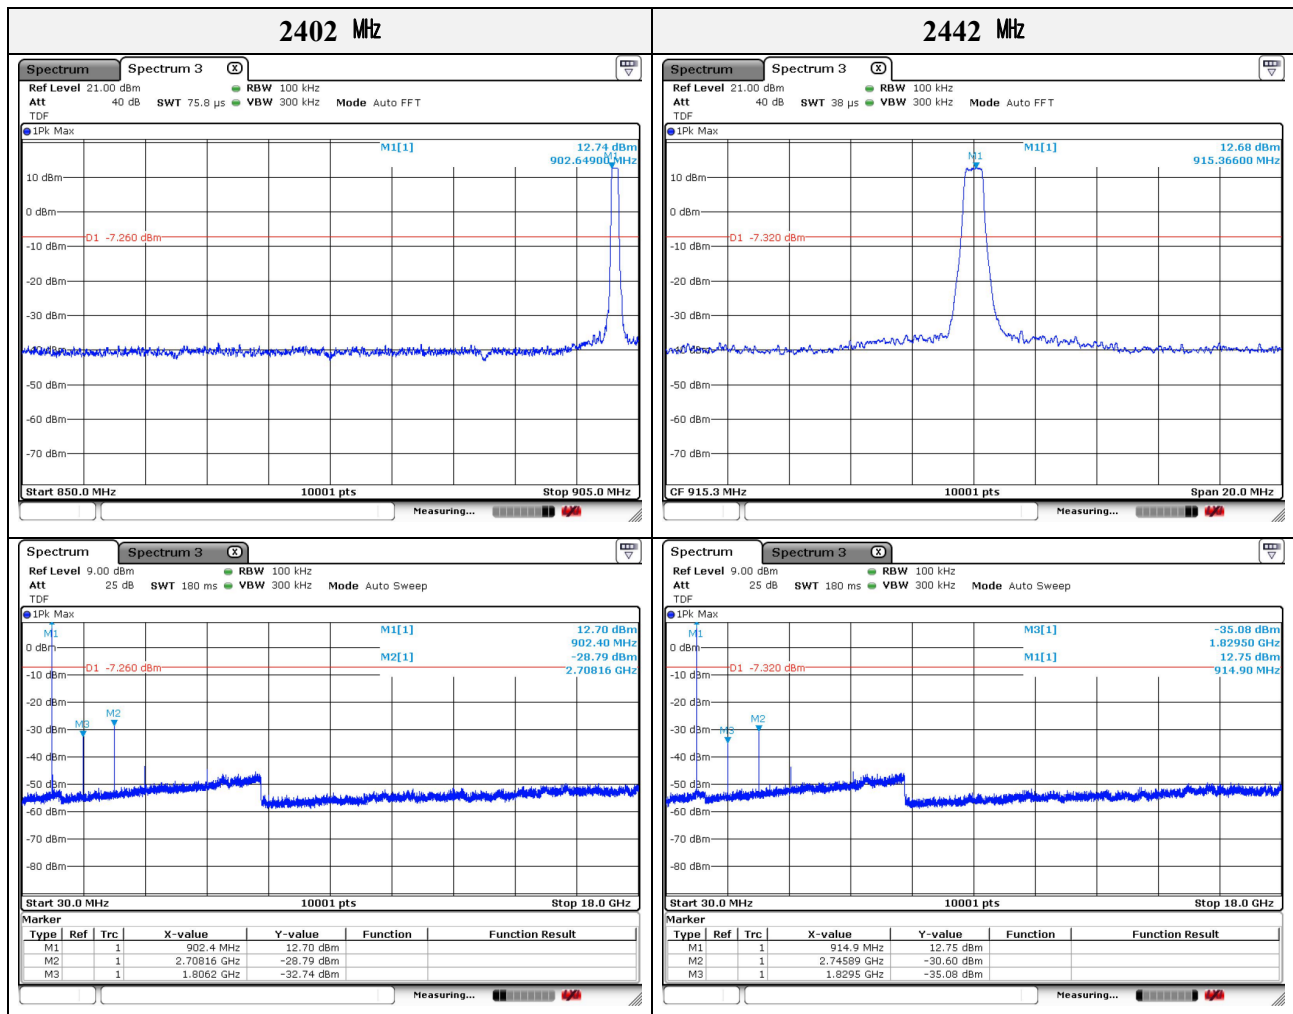 2402 MHz
2442 MHz
Spectrum Spectrum 3 X
Ref Level 21.00 dBm RBW 100 kHz
Att 40 dB SWT 75.8 µs VBW 300 kHz Mode Auto FFT
TDF
1Pk Max
M1[1] 12.74 dBm
902.64900 MHz
M1
10 dBm
0 dBm
D1 -7.260 dBm
-10 dBm
-20 dBm
-30 dBm
-40 dBm
-50 dBm
-60 dBm
-70 dBm
Start 850.0 MHz 10001 pts Stop 905.0 MHz
Measuring...
Spectrum Spectrum 3 X
Ref Level 21.00 dBm RBW 100 kHz
Att 40 dB SWT 38 µs VBW 300 kHz Mode Auto FFT
TDF
1Pk Max
M1[1] 12.68 dBm
915.36600 MHz
M1
10 dBm
0 dBm
D1 -7.320 dBm
-10 dBm
-20 dBm
-30 dBm
-40 dBm
-50 dBm
-60 dBm
-70 dBm
CF 915.3 MHz 10001 pts Span 20.0 MHz
Measuring...
Spectrum Spectrum 3 X
Ref Level 9.00 dBm RBW 100 kHz
Att 25 dB SWT 180 ms VBW 300 kHz Mode Auto Sweep
TDF
1Pk Max
M1[1] 12.70 dBm
902.40 MHz
M2[1] -28.79 dBm
2.70816 GHz
M1
0 dBm
D1 -7.260 dBm
-10 dBm
-20 dBm
M2
M3
-30 dBm
-40 dBm
-50 dBm
-60 dBm
-70 dBm
-80 dBm
Start 30.0 MHz 10001 pts Stop 18.0 GHz
Marker
Type Ref Trc X-value Y-value Function Function Result
M1 1 902.4 MHz 12.70 dBm
M2 1 2.70816 GHz -28.79 dBm
M3 1 1.8062 GHz -32.74 dBm
Measuring...
Spectrum Spectrum 3 X
Ref Level 9.00 dBm RBW 100 kHz
Att 25 dB SWT 180 ms VBW 300 kHz Mode Auto Sweep
TDF
1Pk Max
M3[1] -35.08 dBm
1.82950 GHz
M1[1] 12.75 dBm
914.90 MHz
M1
0 dBm
D1 -7.320 dBm
-10 dBm
-20 dBm
M2
M3
-30 dBm
-40 dBm
-50 dBm
-60 dBm
-70 dBm
-80 dBm
Start 30.0 MHz 10001 pts Stop 18.0 GHz
Marker
Type Ref Trc X-value Y-value Function Function Result
M1 1 914.9 MHz 12.75 dBm
M2 1 2.74589 GHz -30.60 dBm
M3 1 1.8295 GHz -35.08 dBm
Measuring...